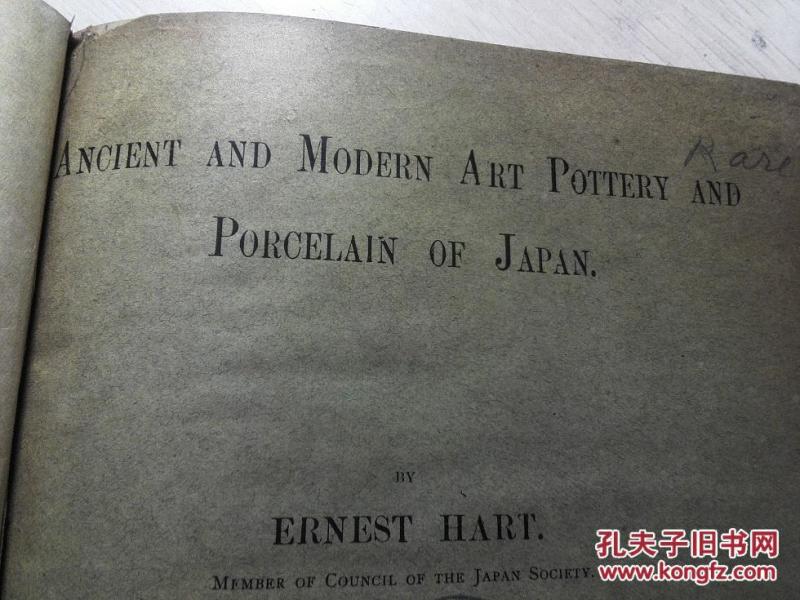 Rare
ANCIENT AND MODERN ART POTTERY AND
PORCELAIN OF JAPAN.
BY
ERNEST HART.
MEMBER OF COUNCIL OF THE JAPAN SOCIETY.
孔夫子旧书网
www.kongfz.com